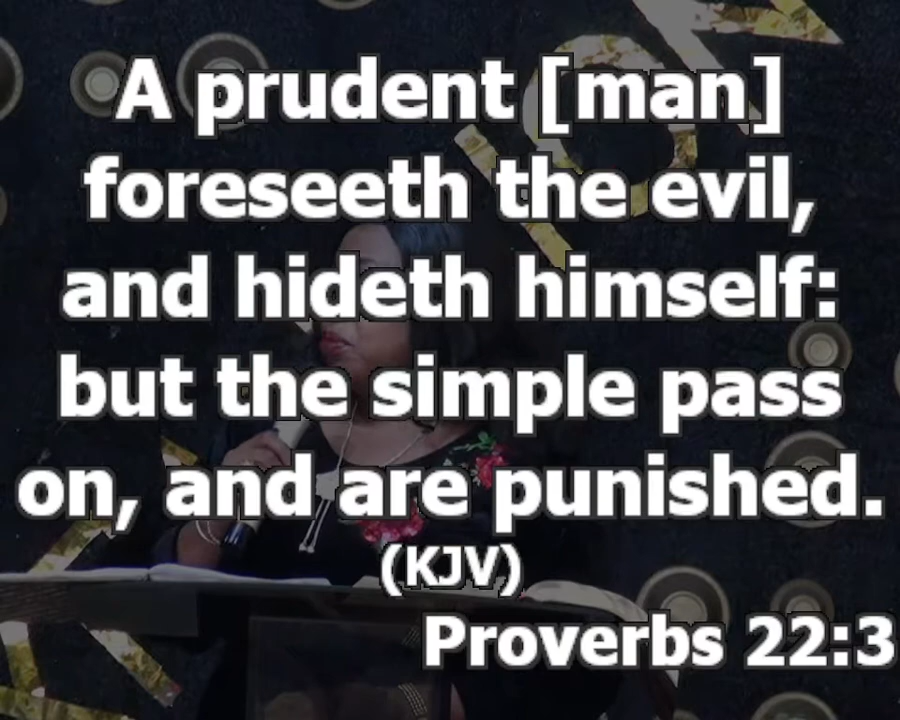 A prudent [man]
foreseeth the evil,
and hideth himself:
but the simple pass
on, and are punished.
(KJV)
Proverbs 22:3